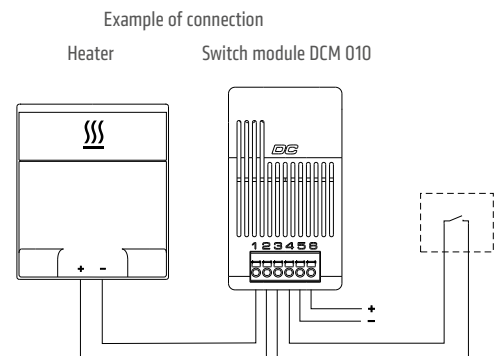 Example of connection
Heater Switch module DCM 010
DC
1 2 3 4 5 6
+ −
+
−